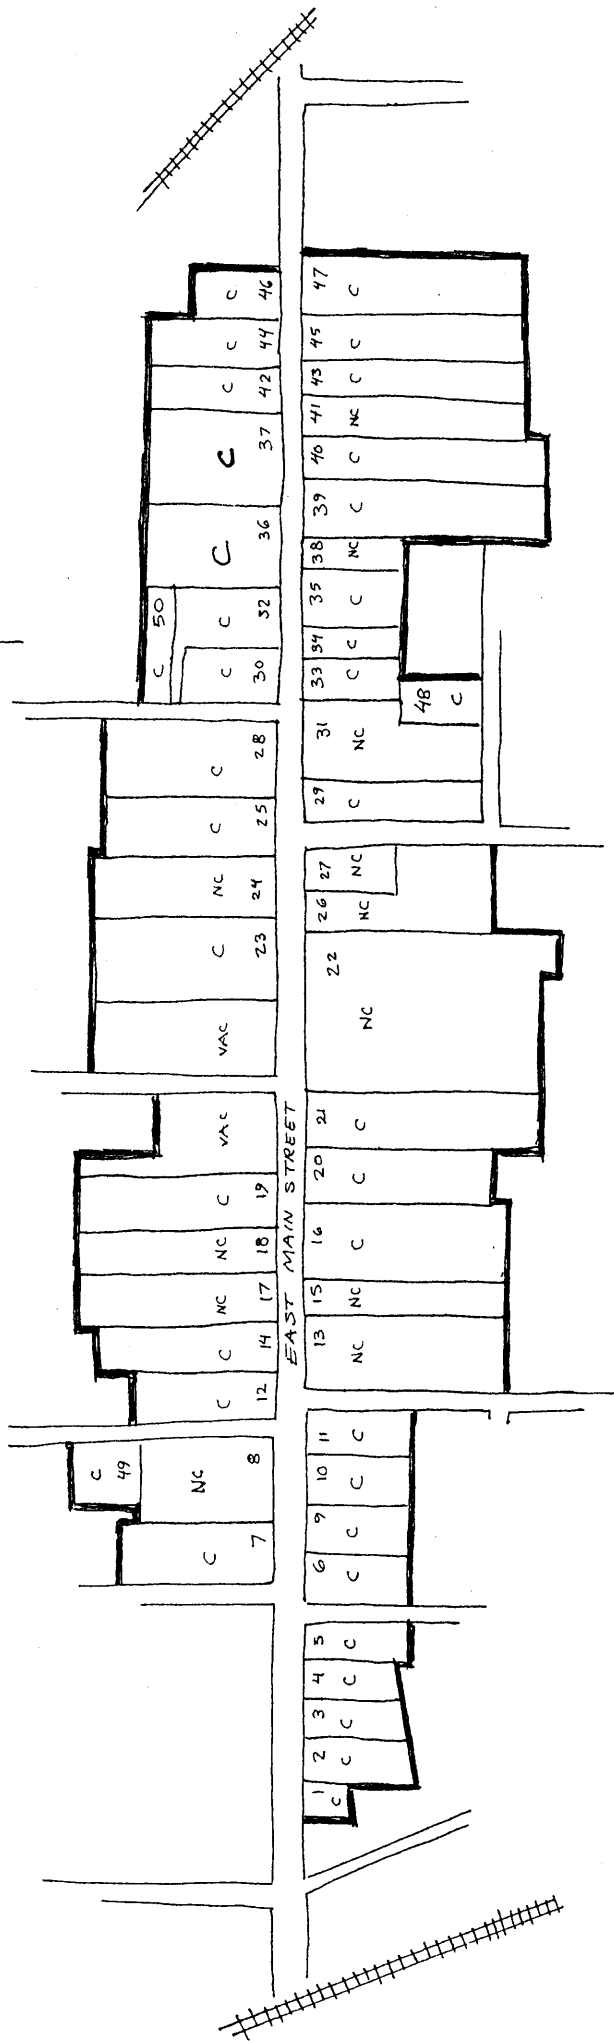 46 C
47 C
44 C
45 C
42 C
43 C
41 NC
37 C
40 C
39 C
36 C
38 NC
50 C
32 C
35 C
34 C
30 C
33 C
48 C
28 C
31 NC
25 C
29 C
24 NC
27 NC
26 NC
23 C
22 NC
VAC
VAC
21 C
EAST MAIN STREET
19 C
20 C
18 NC
16 C
17 NC
15 NC
14 C
13 NC
12 C
49 C
8 NC
11 C
10 C
7 C
9 C
6 C
5 C
4 C
3 C
2 C
1 C